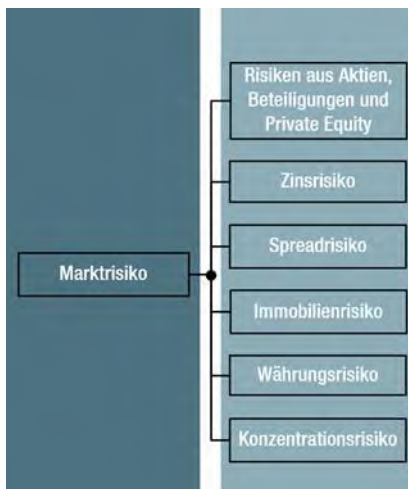 Marktrisiko
Risiken aus Aktien,
Beteiligungen und
Private Equity
Zinsrisiko
Spreadrisiko
Immobilienrisiko
Währungsrisiko
Konzentrationsrisiko